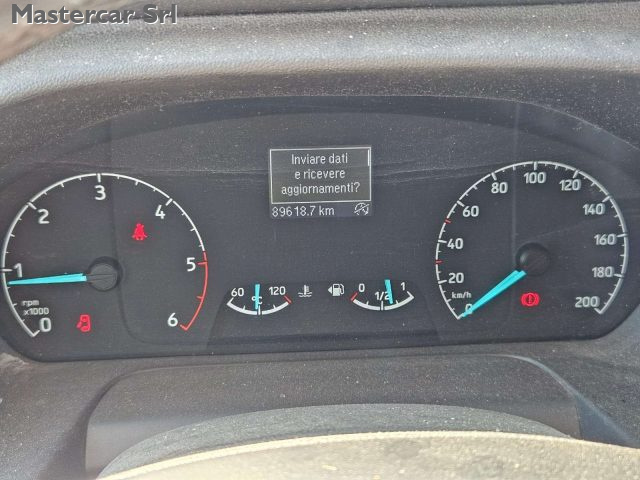 Mastercar Srl
Inviare dati
e ricevere
aggiornamenti?
89618.7 km
0 1 2 3 4 5 6
rpm
x1000
60 120
°C
0 1/2 1
0 20 40 60 80 100 120 140 160 180 200
km/h